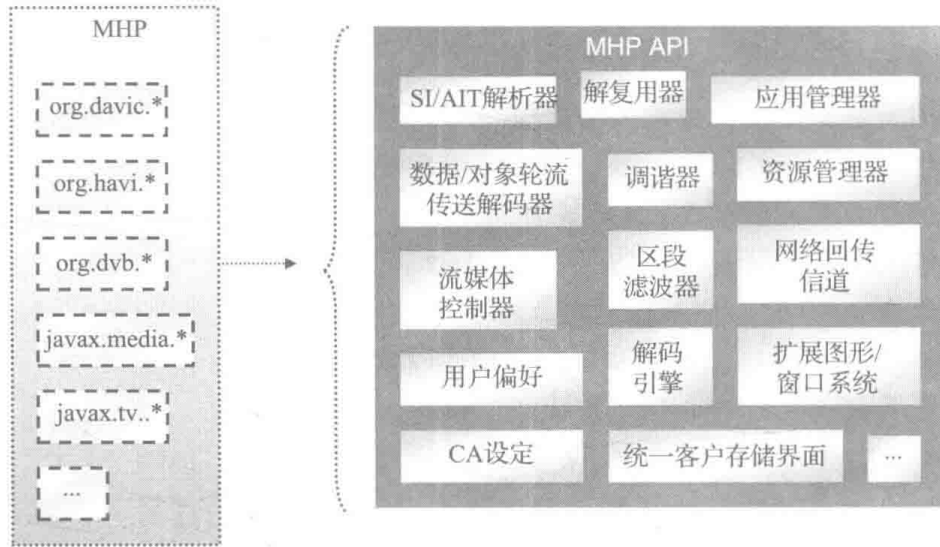 MHP
org.davic.*
org.havi.*
org.dvb.*
javax.media.*
javax.tv..*
...
MHP API
SI/AIT解析器
解复用器
应用管理器
数据/对象轮流
传送解码器
调谐器
资源管理器
流媒体
控制器
区段
滤波器
网络回传
信道
用户偏好
解码
引擎
扩展图形/
窗口系统
CA设定
统一客户存储界面
...